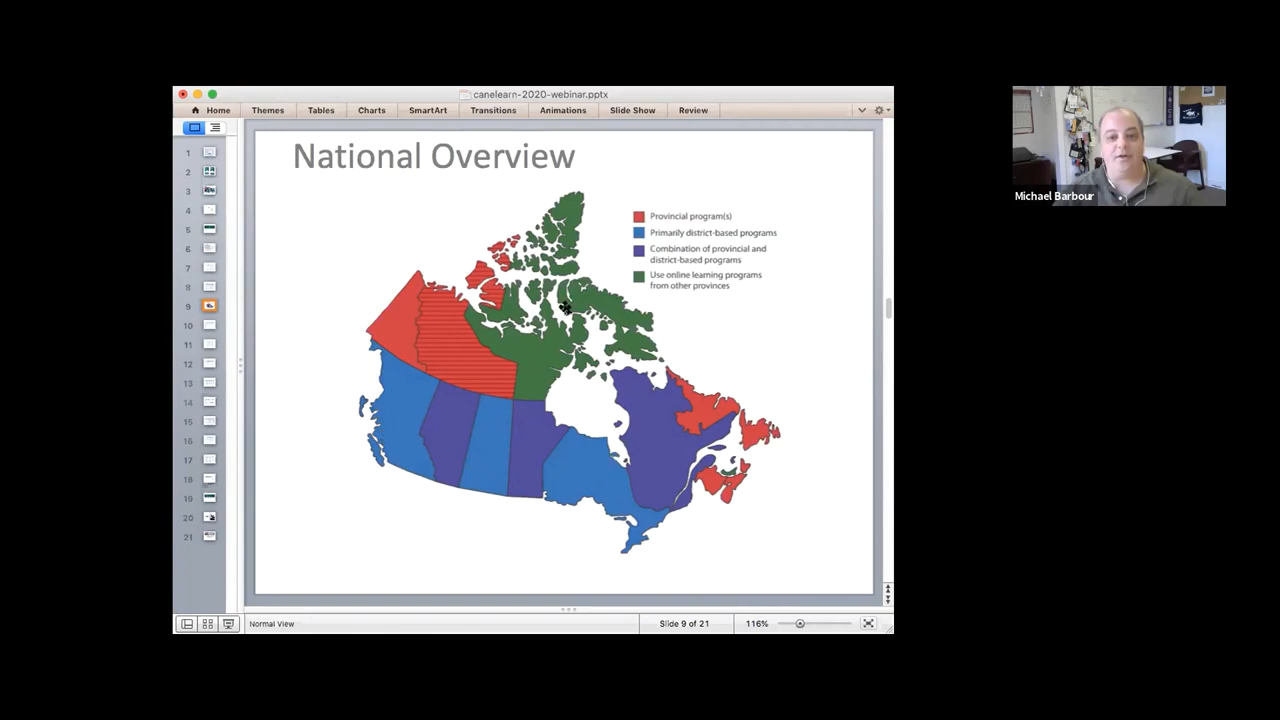 canelearn-2020-webinar.pptx
Home Themes Tables Charts SmartArt Transitions Animations Slide Show Review
1
2
3
4
5
6
7
8
9
10
11
12
13
14
15
16
17
18
19
20
21
National Overview
Provincial program(s)
Primarily district-based programs
Combination of provincial and
district-based programs
Use online learning programs
from other provinces
Normal View Slide 9 of 21 116%
Michael Barbour